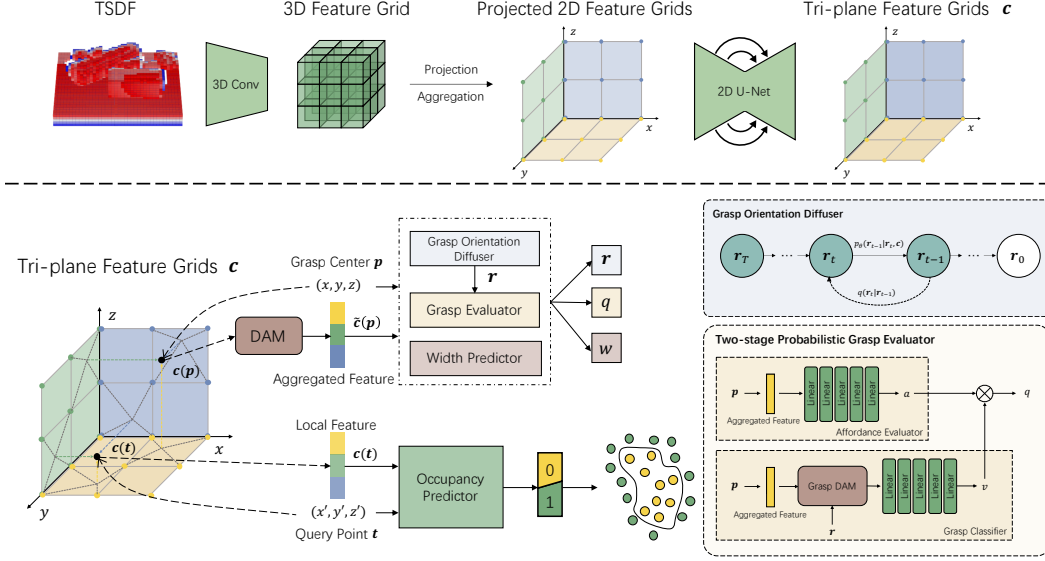 TSDF
3D Feature Grid
Projected 2D Feature Grids
Tri-plane Feature Grids c
3D Conv
Projection
Aggregation
z
x
y
2D U-Net
z
x
y
Tri-plane Feature Grids c
z
x
y
c(p)
c(t)
Grasp Center p
(x, y, z)
DAM
c̃(p)
Aggregated Feature
Grasp Orientation
Diffuser
r
Grasp Evaluator
Width Predictor
r
q
w
Local Feature
c(t)
(x′, y′, z′)
Query Point t
Occupancy
Predictor
0
1
Grasp Orientation Diffuser
r_T
···
r_t
p_θ(r_{t−1}|r_t, c)
r_{t−1}
···
r_0
q(r_t|r_{t−1})
Two-stage Probabilistic Grasp Evaluator
p
Aggregated Feature
Linear
Linear
Linear
Linear
Linear
a
Affordance Evaluator
q
p
Aggregated Feature
Grasp DAM
r
Linear
Linear
Linear
Linear
Linear
v
Grasp Classifier